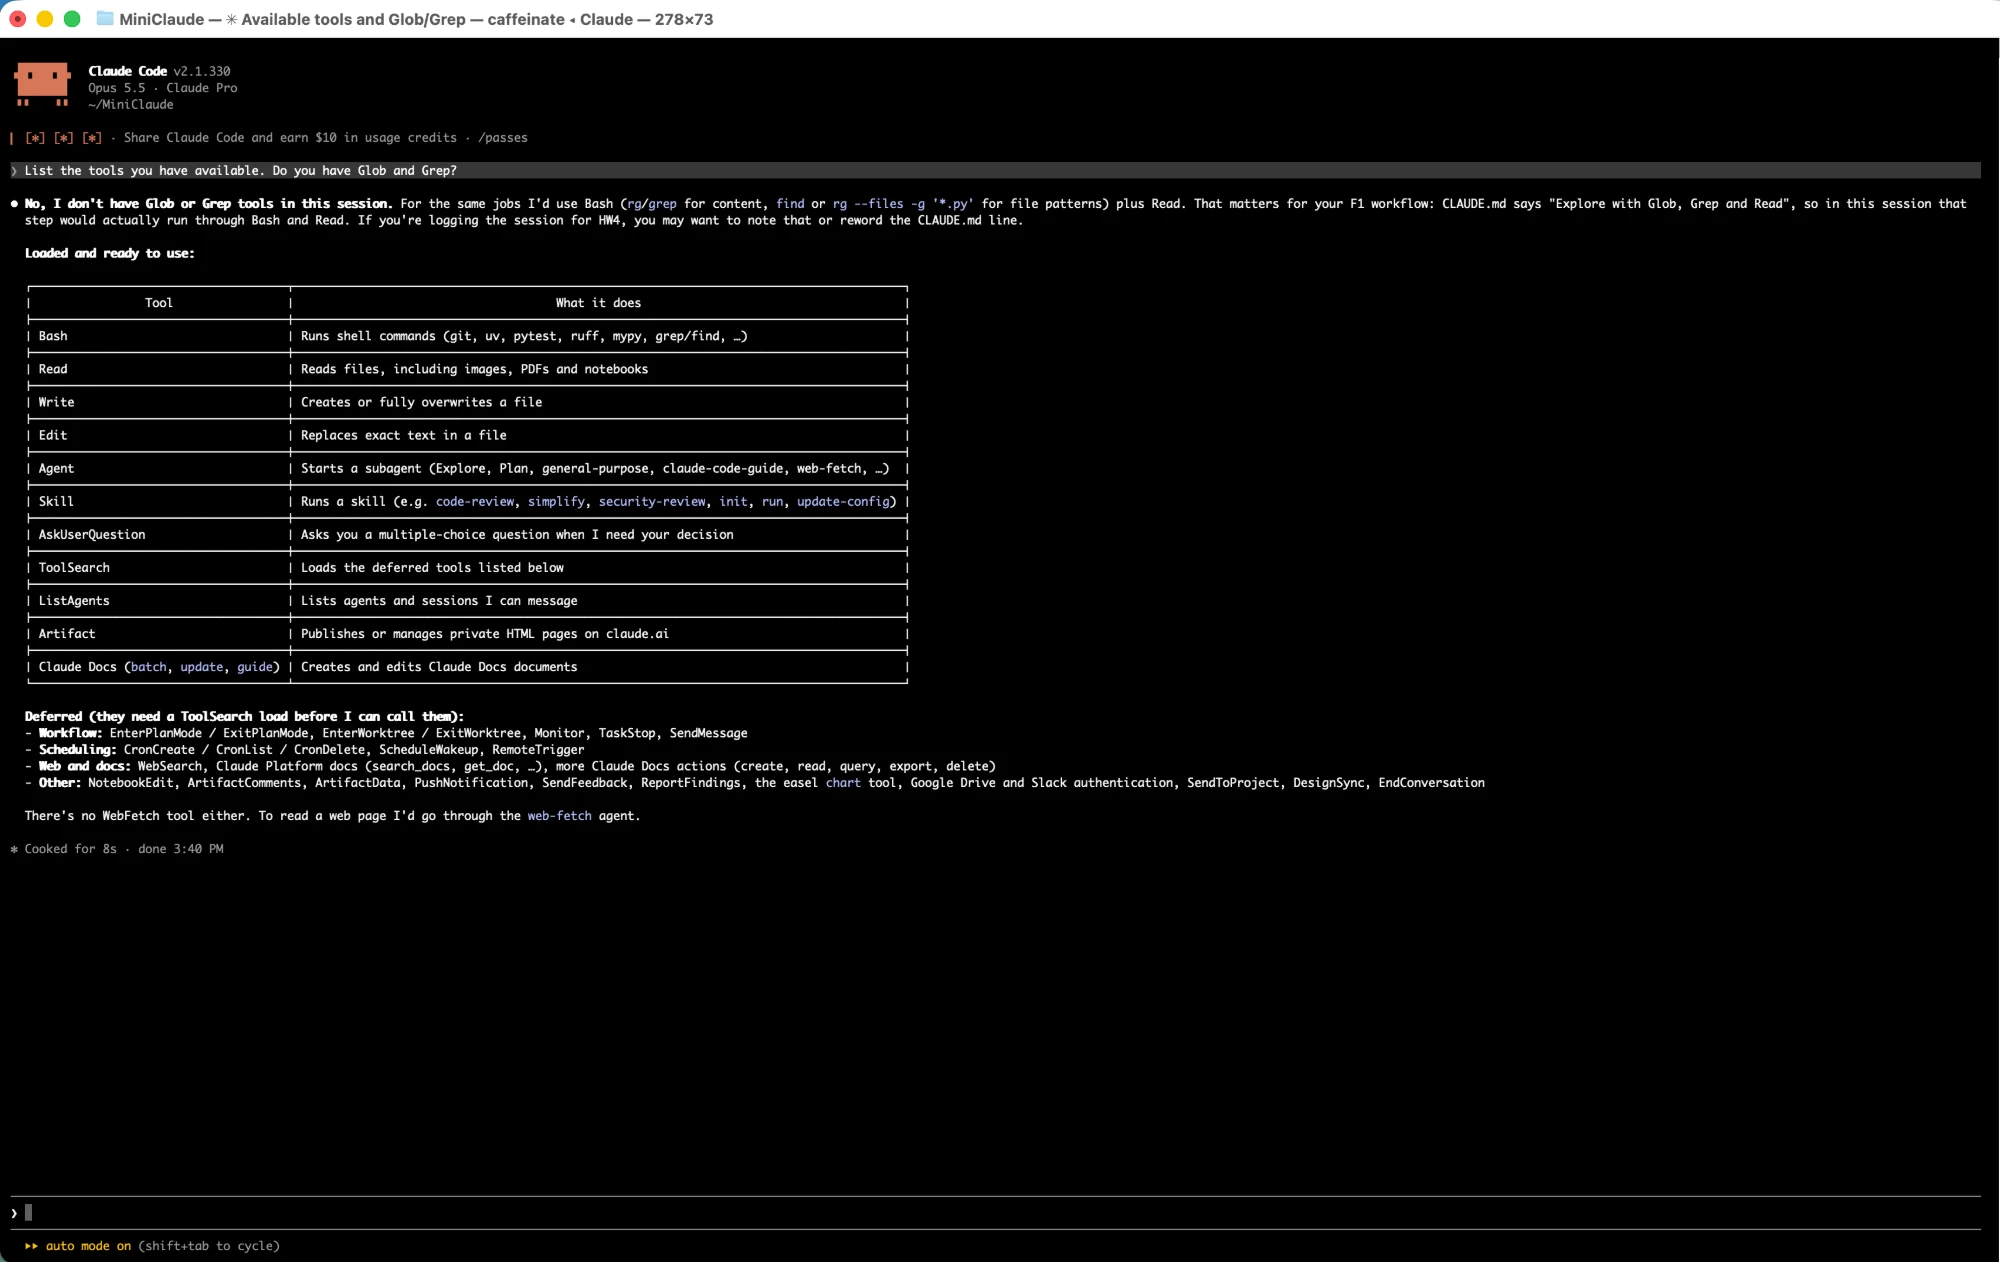 MiniClaude — ✳ Available tools and Glob/Grep — caffeinate ◂ Claude — 278×73
Claude Code v2.1.330
Opus 5.5 · Claude Pro
~/MiniClaude
[*] [*] [*] · Share Claude Code and earn $10 in usage credits · /passes
❯ List the tools you have available. Do you have Glob and Grep?
● No, I don't have Glob or Grep tools in this session. For the same jobs I'd use Bash (rg/grep for content, find or rg --files -g '*.py' for file patterns) plus Read. That matters for your F1 workflow: CLAUDE.md says "Explore with Glob, Grep and Read", so in this session that
step would actually run through Bash and Read. If you're logging the session for HW4, you may want to note that or reword the CLAUDE.md line.
Loaded and ready to use:
Tool | What it does
Bash | Runs shell commands (git, uv, pytest, ruff, mypy, grep/find, …)
Read | Reads files, including images, PDFs and notebooks
Write | Creates or fully overwrites a file
Edit | Replaces exact text in a file
Agent | Starts a subagent (Explore, Plan, general-purpose, claude-code-guide, web-fetch, …)
Skill | Runs a skill (e.g. code-review, simplify, security-review, init, run, update-config)
AskUserQuestion | Asks you a multiple-choice question when I need your decision
ToolSearch | Loads the deferred tools listed below
ListAgents | Lists agents and sessions I can message
Artifact | Publishes or manages private HTML pages on claude.ai
Claude Docs (batch, update, guide) | Creates and edits Claude Docs documents
Deferred (they need a ToolSearch load before I can call them):
- Workflow: EnterPlanMode / ExitPlanMode, EnterWorktree / ExitWorktree, Monitor, TaskStop, SendMessage
- Scheduling: CronCreate / CronList / CronDelete, ScheduleWakeup, RemoteTrigger
- Web and docs: WebSearch, Claude Platform docs (search_docs, get_doc, …), more Claude Docs actions (create, read, query, export, delete)
- Other: NotebookEdit, ArtifactComments, ArtifactData, PushNotification, SendFeedback, ReportFindings, the easel chart tool, Google Drive and Slack authentication, SendToProject, DesignSync, EndConversation
There's no WebFetch tool either. To read a web page I'd go through the web-fetch agent.
✻ Cooked for 8s · done 3:40 PM
❯
▸▸ auto mode on (shift+tab to cycle)